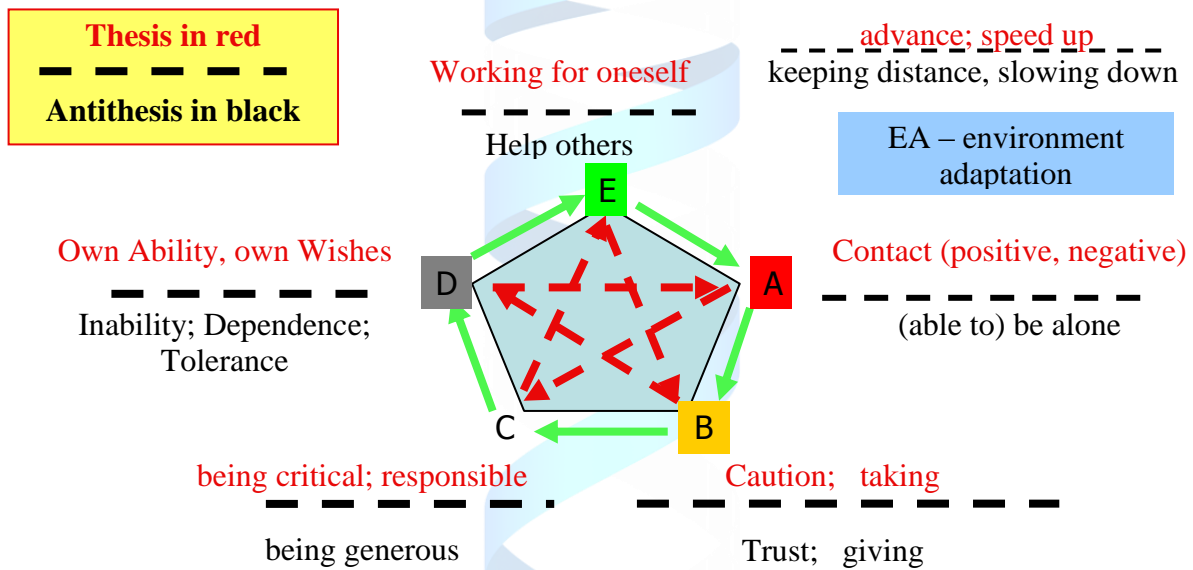 Thesis in red
Antithesis in black
Working for oneself
Help others
advance; speed up
keeping distance, slowing down
EA – environment
adaptation
E
Own Ability, own Wishes
Inability; Dependence;
Tolerance
D
A
Contact (positive, negative)
(able to) be alone
C
B
being critical; responsible
being generous
Caution; taking
Trust; giving